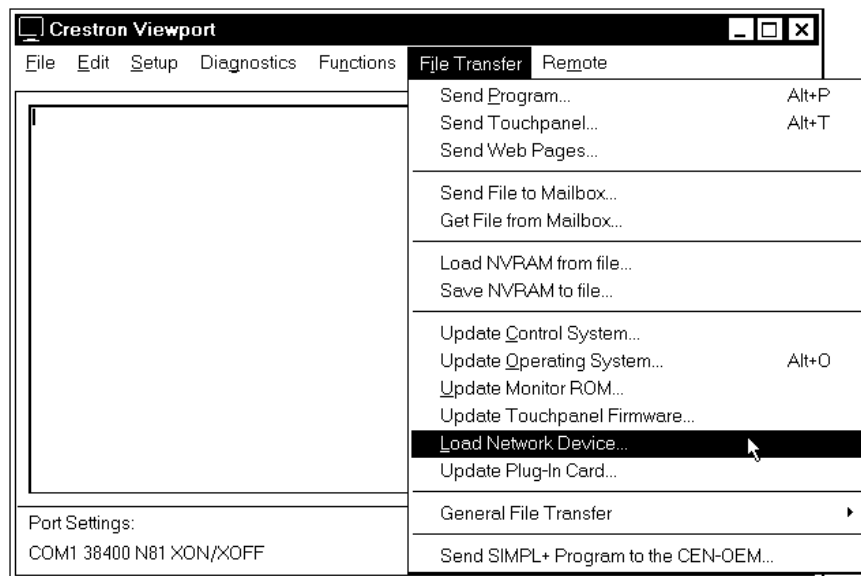 Crestron Viewport
File Edit Setup Diagnostics Functions File Transfer Remote
Send Program... Alt+P
Send Touchpanel... Alt+T
Send Web Pages...
Send File to Mailbox...
Get File from Mailbox...
Load NVRAM from file...
Save NVRAM to file...
Update Control System...
Update Operating System... Alt+O
Update Monitor ROM...
Update Touchpanel Firmware...
Load Network Device...
Update Plug-In Card...
General File Transfer
Send SIMPL+ Program to the CEN-OEM...
Port Settings:
COM1 38400 N81 XON/XOFF